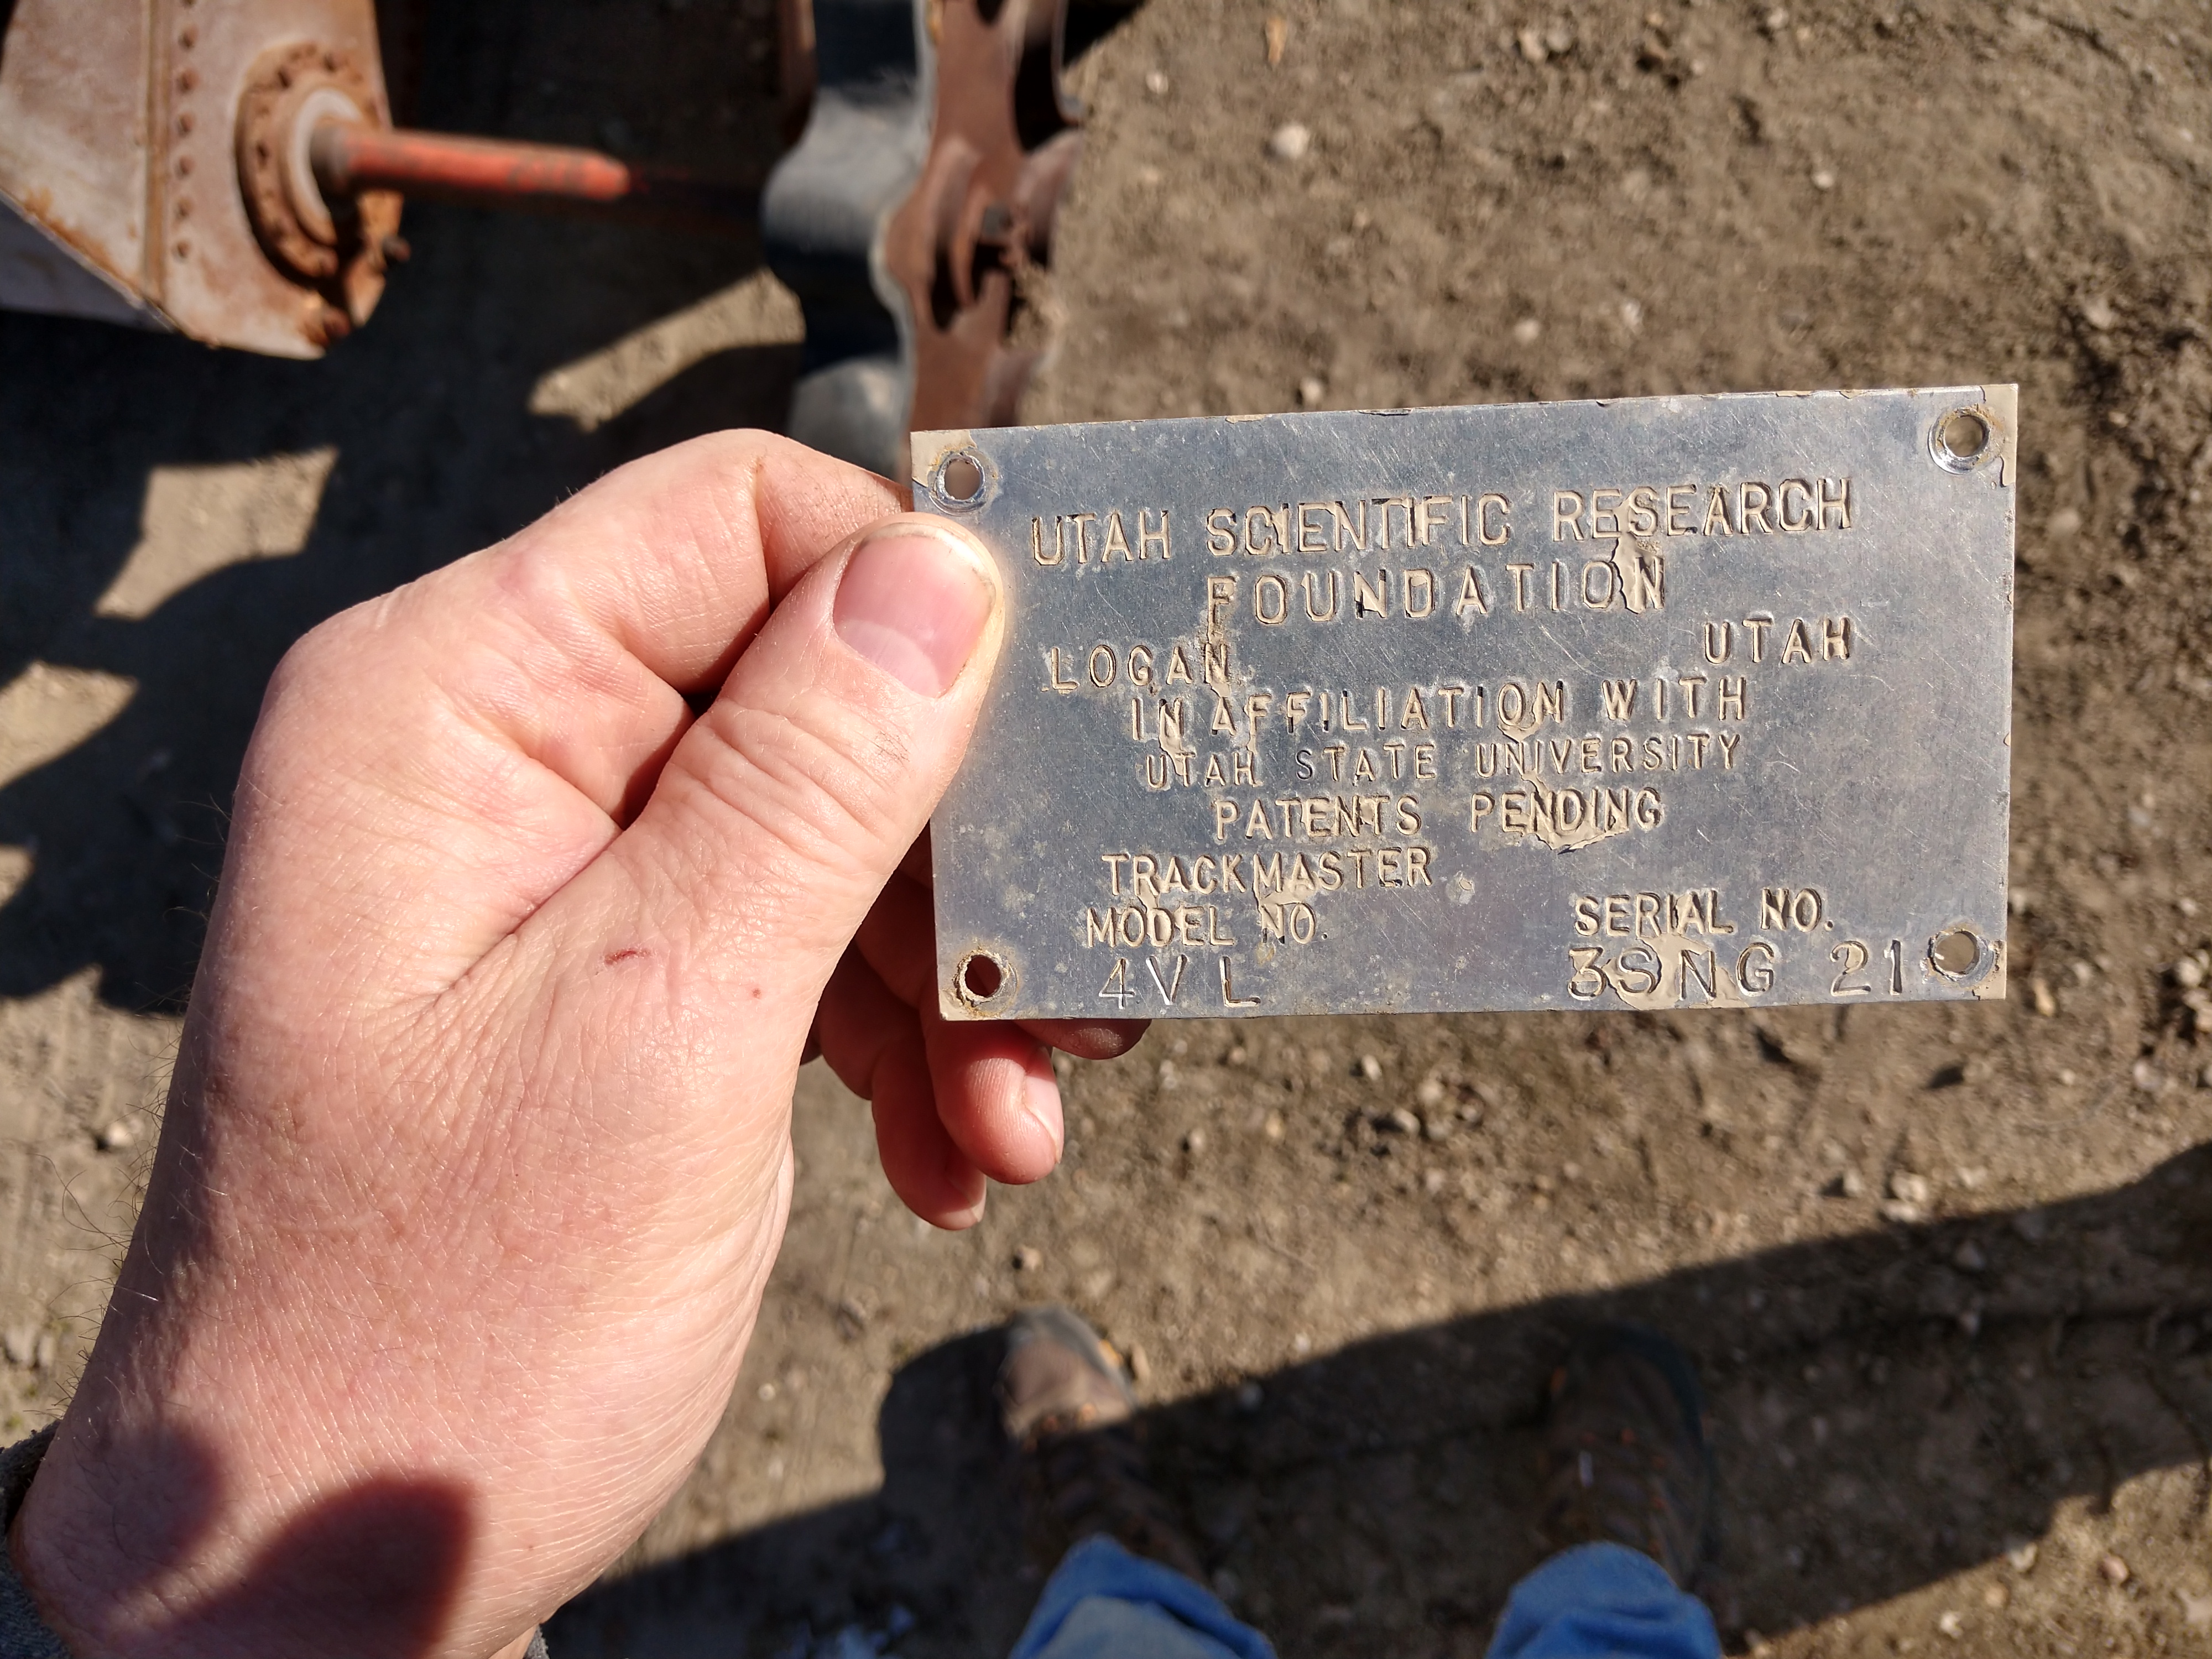 UTAH SCIENTIFIC RESEARCH
FOUNDATION
LOGAN UTAH
IN AFFILIATION WITH
UTAH STATE UNIVERSITY
PATENTS PENDING
TRACKMASTER
MODEL NO. SERIAL NO.
4VL 3SNG 21